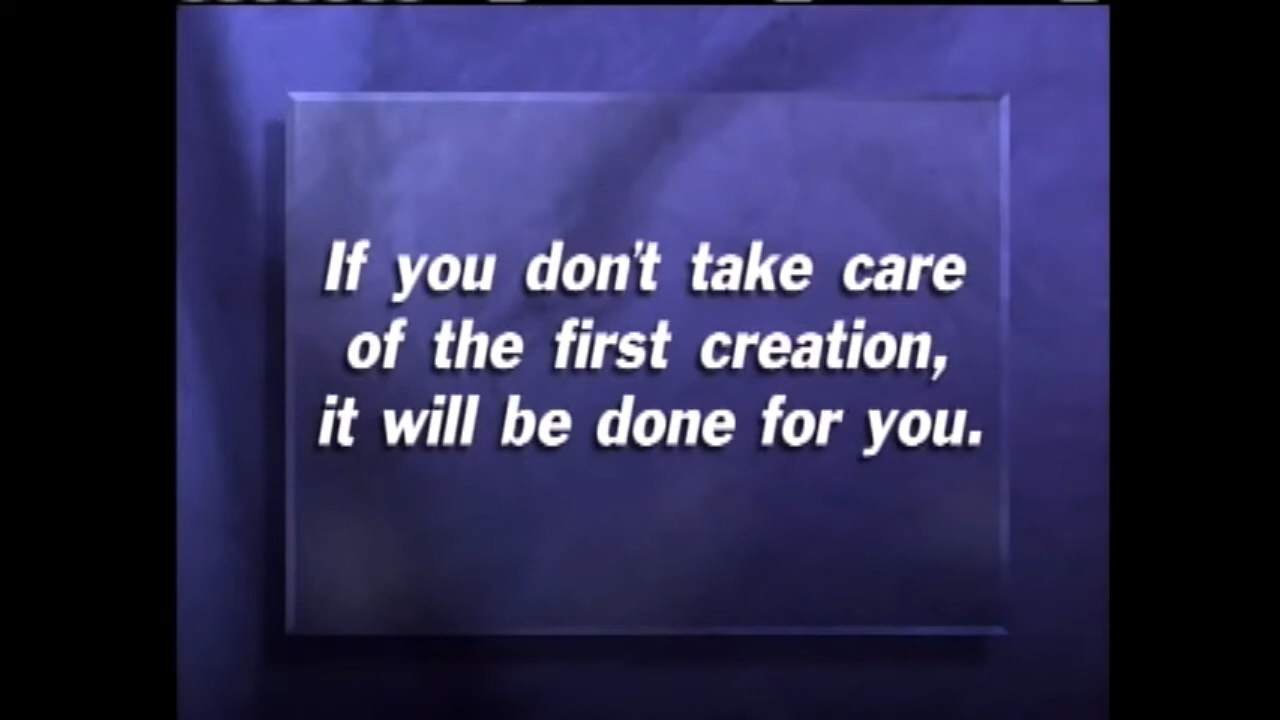 If you don't take care
of the first creation,
it will be done for you.